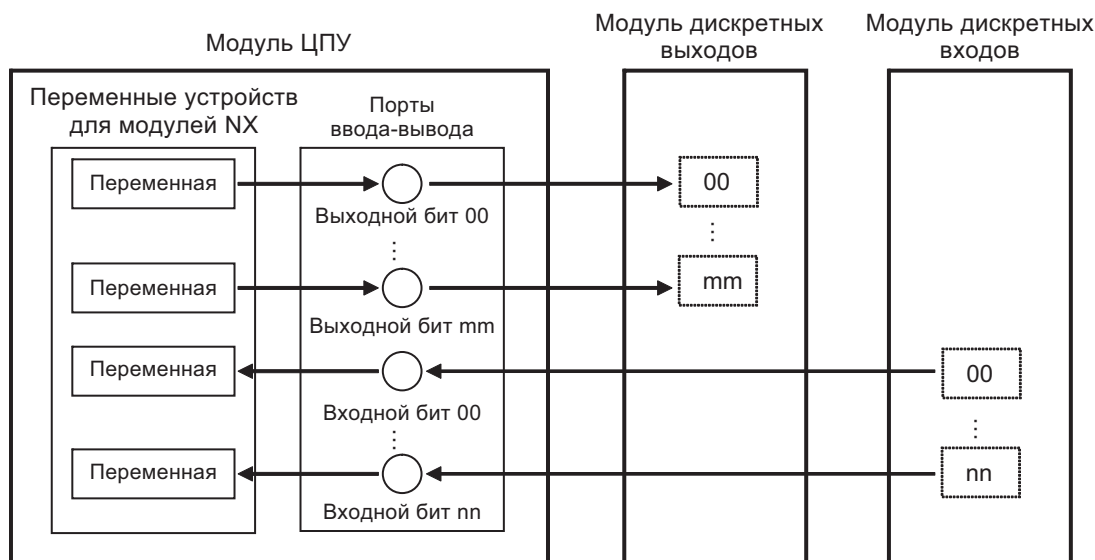 Модуль ЦПУ
Модуль дискретных
выходов
Модуль дискретных
входов
Переменные устройств
для модулей NX
Порты
ввода-вывода
Переменная
00
Выходной бит 00
Переменная
mm
Выходной бит mm
Переменная
00
Входной бит 00
Переменная
nn
Входной бит nn